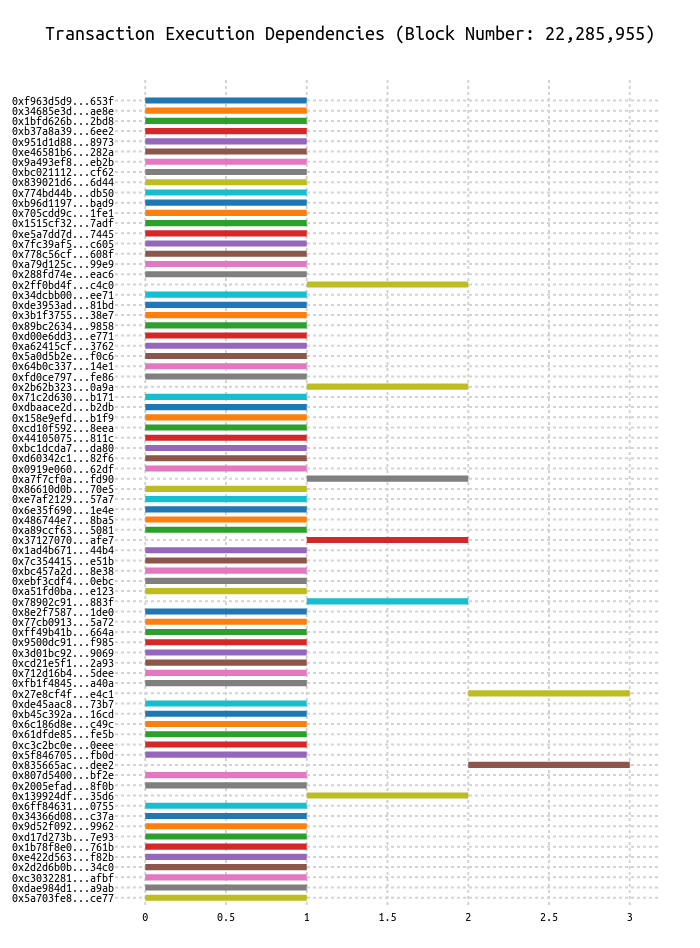 Transaction Execution Dependencies (Block Number: 22,285,955)
0xf963d5d9...653f
0x34685e3d...ae8e
0x1bfd626b...2bd8
0xb37a8a39...6ee2
0x951d1d88...8973
0xe46581b6...282a
0x9a493ef8...eb2b
0xbc021112...cf62
0x839021d6...6d44
0x774bd44b...db50
0xb96d1197...bad9
0x705cdd9c...1fe1
0x1515cf32...7adf
0xe5a7dd7d...7445
0x7fc39af5...c605
0x778c56cf...608f
0xa79d125c...99e9
0x288fd74e...eac6
0x2ff0bd4f...c4c0
0x34dcbb00...ee71
0xde3953ad...81bd
0x3b1f3755...38e7
0x89bc2634...9858
0xd00e6dd3...e771
0xa62415cf...3762
0x5a0d5b2e...f0c6
0x64b0c337...14e1
0xfd0ce797...fe86
0x2b62b323...0a9a
0x71c2d630...b171
0xdbaace2d...b2db
0x158e9efd...b1f9
0xcd10f592...8eea
0x44105075...811c
0xbc1dcda7...da80
0xd60342c1...82f6
0x0919e060...62df
0xa7f7cf0a...fd90
0x86610d0b...70e5
0xe7af2129...57a7
0x6e35f690...1e4e
0x486744e7...8ba5
0xa89ccf63...5081
0x37127070...afe7
0x1ad4b671...44b4
0x7c354415...e51b
0xbc457a2d...8e38
0xebf3cdf4...0ebc
0xa51fd0ba...e123
0x78902c91...883f
0x8e2f7587...1de0
0x77cb0913...5a72
0xff49b41b...664a
0x9500dc91...f985
0x3d01bc92...9069
0xcd21e5f1...2a93
0x712d16b4...5dee
0xfb1f4845...a40a
0x27e8cf4f...e4c1
0xde45aac8...73b7
0xb45c392a...16cd
0x6c186d8e...c49c
0x61dfde85...fe5b
0xc3c2bc0e...0eee
0x5f846705...fb0d
0x835665ac...dee2
0x807d5400...bf2e
0x2005efad...8f0b
0x139924df...35d6
0x6ff84631...0755
0x34366d08...c37a
0x9d52f092...9962
0xd17d273b...7e93
0x1b78f8e0...761b
0xe422d563...f82b
0x2d2d6b0b...34c0
0xc3032281...afbf
0xdae984d1...a9ab
0x5a703fe8...ce77
0 0.5 1 1.5 2 2.5 3